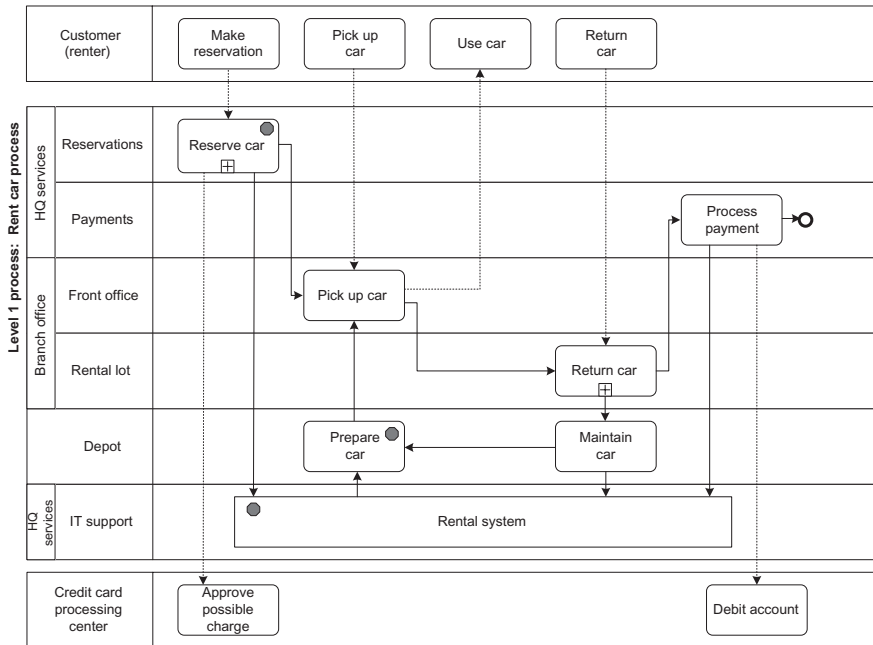 Customer
(renter)
Make
reservation
Pick up
car
Use car
Return
car
Level 1 process: Rent car process
HQ services
Reservations
Reserve car
Payments
Process
payment
Branch office
Front office
Pick up car
Rental lot
Return car
Depot
Prepare
car
Maintain
car
HQ
services
IT support
Rental system
Credit card
processing
center
Approve
possible
charge
Debit account